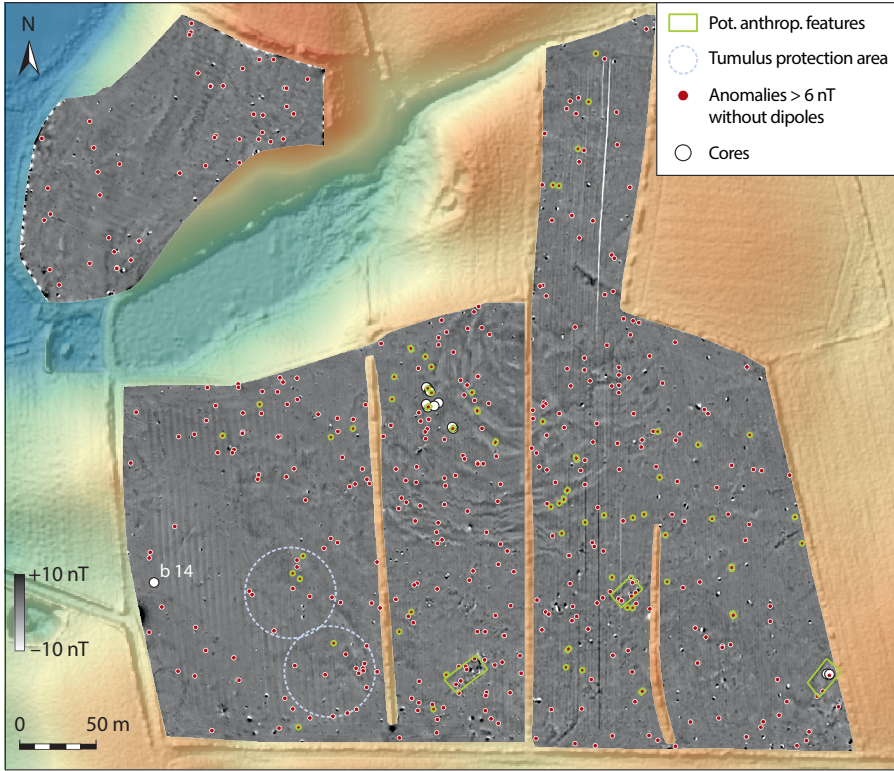 N
Pot. anthrop. features
Tumulus protection area
Anomalies > 6 nT
without dipoles
Cores
b 14
+10 nT
−10 nT
0 50 m